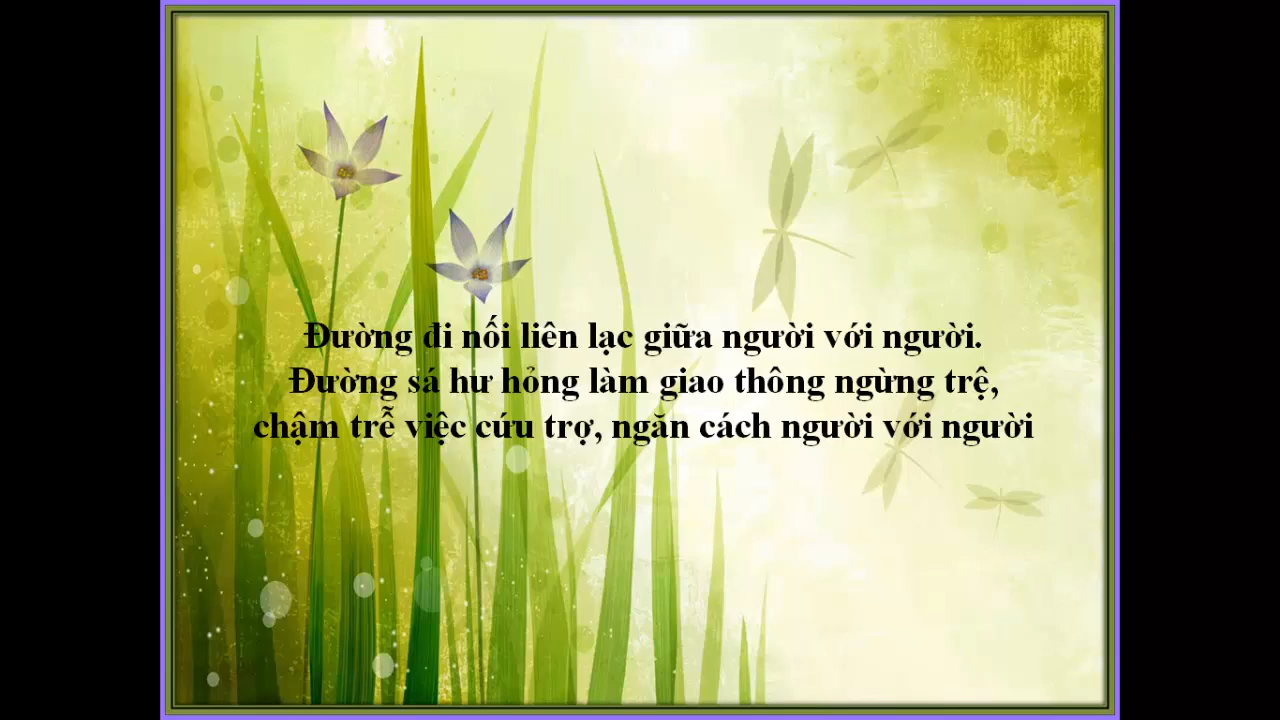 Đường đi nối liên lạc giữa người với người.
Đường sá hư hỏng làm giao thông ngừng trệ,
chậm trễ việc cứu trợ, ngăn cách người với người